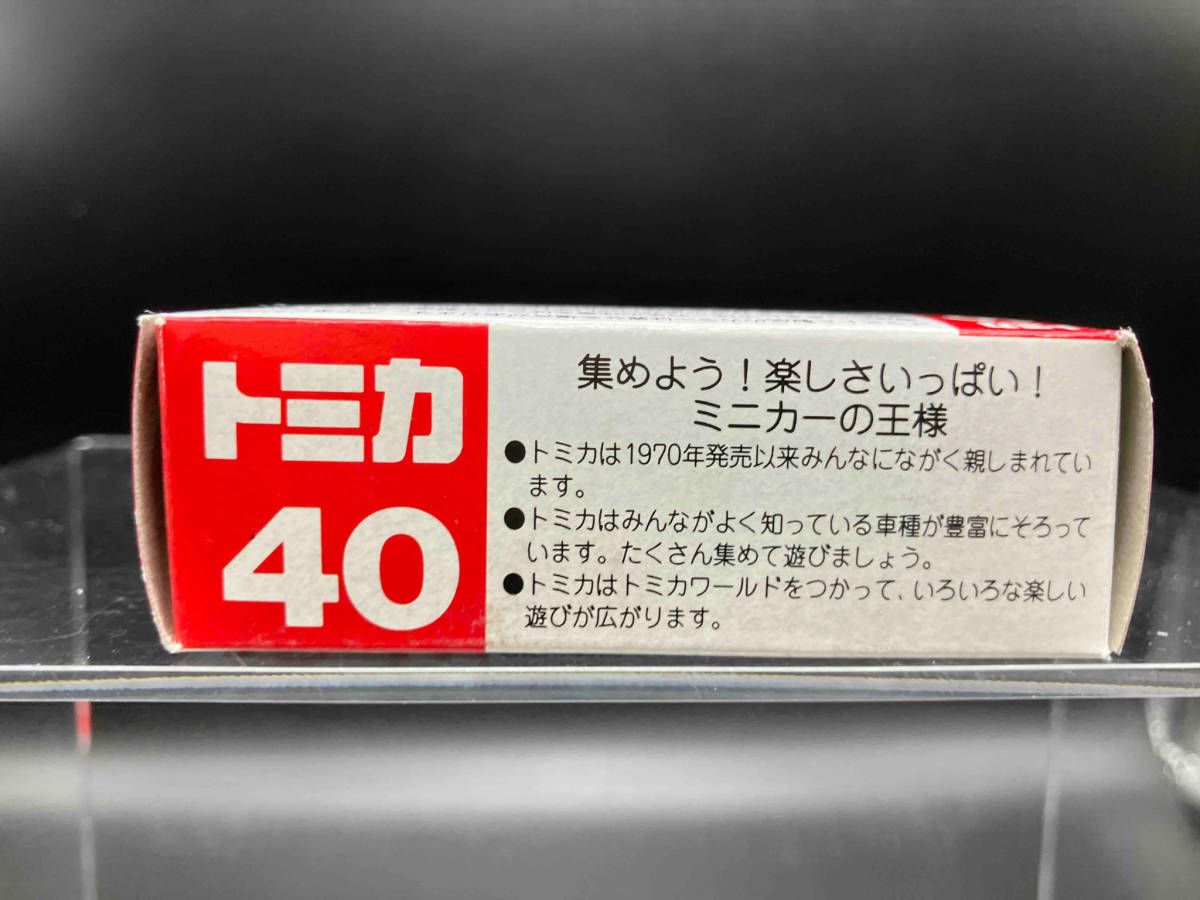 トミカ
40
集めよう！楽しさいっぱい！
ミニカーの王様
●トミカは1970年発売以来みんなにながく親しまれてい
ます。
●トミカはみんながよく知っている車種が豊富にそろって
います。たくさん集めて遊びましょう。
●トミカはトミカワールドをつかって、いろいろな楽しい
遊びが広がります。